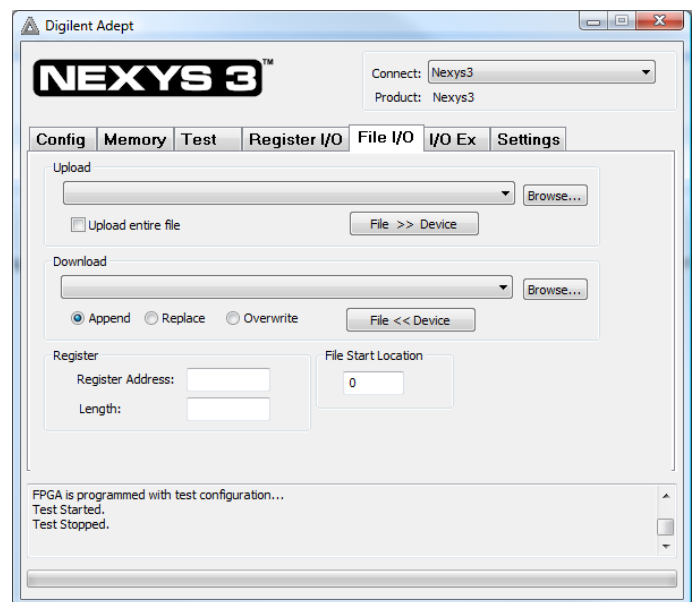 Digilent Adept
NEXYS 3™
Connect: Nexys3
Product: Nexys3
Config Memory Test Register I/O File I/O I/O Ex Settings
Upload
Browse...
Upload entire file File >> Device
Download
Browse...
Append Replace Overwrite File << Device
Register File Start Location
Register Address: 0
Length:
FPGA is programmed with test configuration...
Test Started.
Test Stopped.